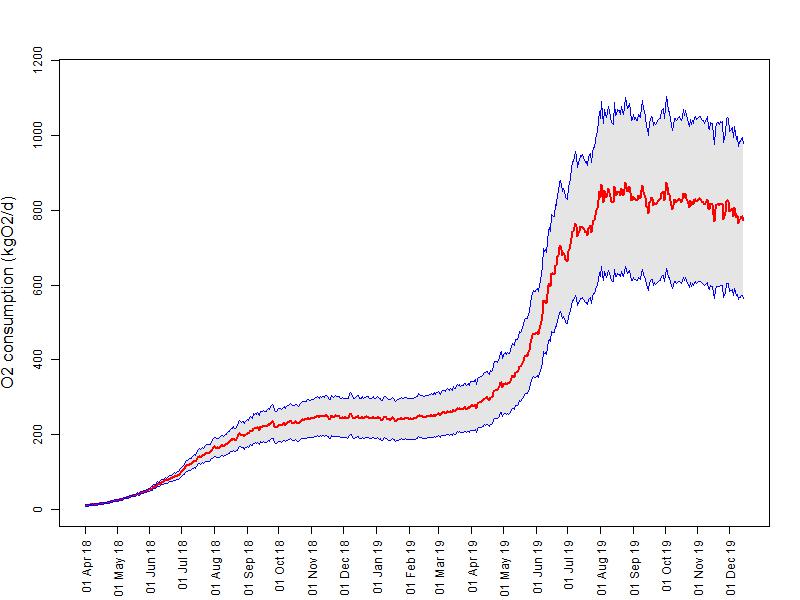 1200
1000
800
600
400
200
0
O2 consumption (kgO2/d)
01 Apr 18
01 May 18
01 Jun 18
01 Jul 18
01 Aug 18
01 Sep 18
01 Oct 18
01 Nov 18
01 Dec 18
01 Jan 19
01 Feb 19
01 Mar 19
01 Apr 19
01 May 19
01 Jun 19
01 Jul 19
01 Aug 19
01 Sep 19
01 Oct 19
01 Nov 19
01 Dec 19